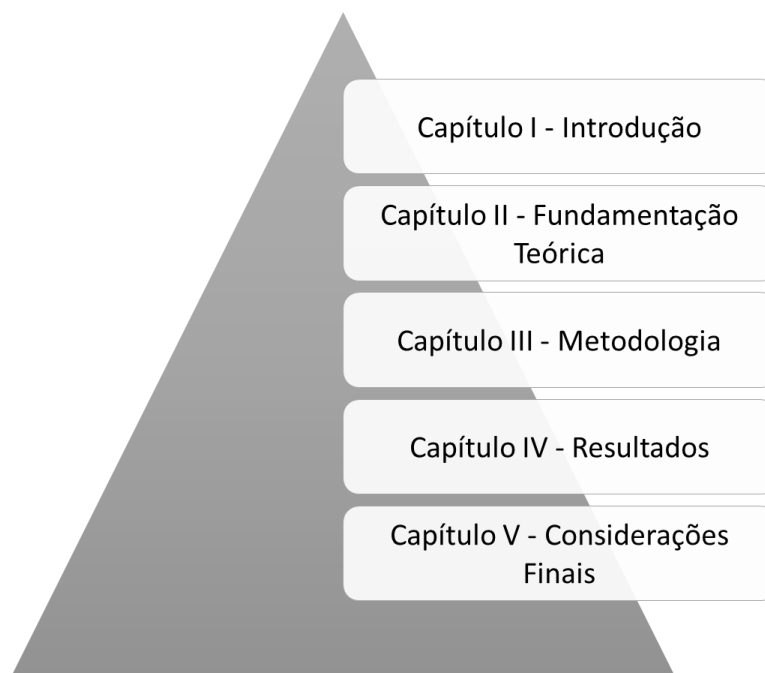 Capítulo I - Introdução
Capítulo II - Fundamentação
Teórica
Capítulo III - Metodologia
Capítulo IV - Resultados
Capítulo V - Considerações
Finais